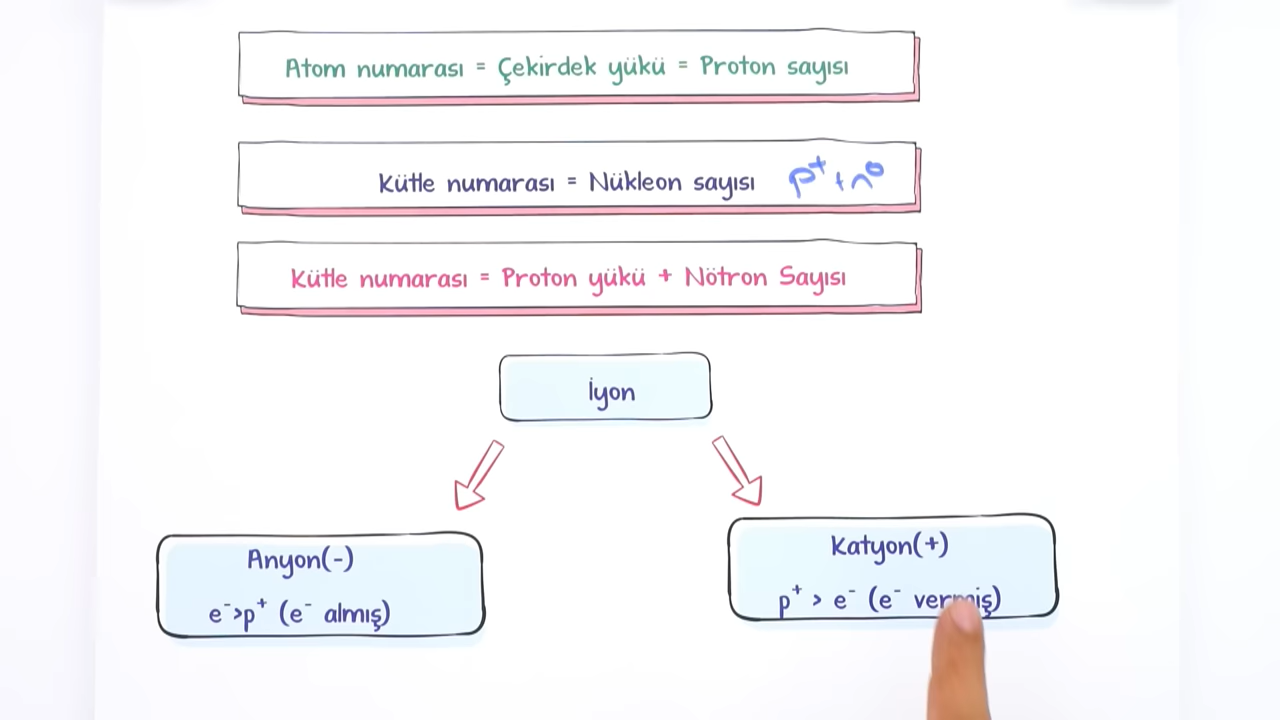 Atom numarası = Çekirdek yükü = Proton sayısı
Kütle numarası = Nükleon sayısı p⁺+n⁰
Kütle numarası = Proton yükü + Nötron Sayısı
İyon
Anyon(-)
e⁻>p⁺ (e⁻ almış)
Katyon(+)
p⁺ > e⁻ (e⁻ vermiş)